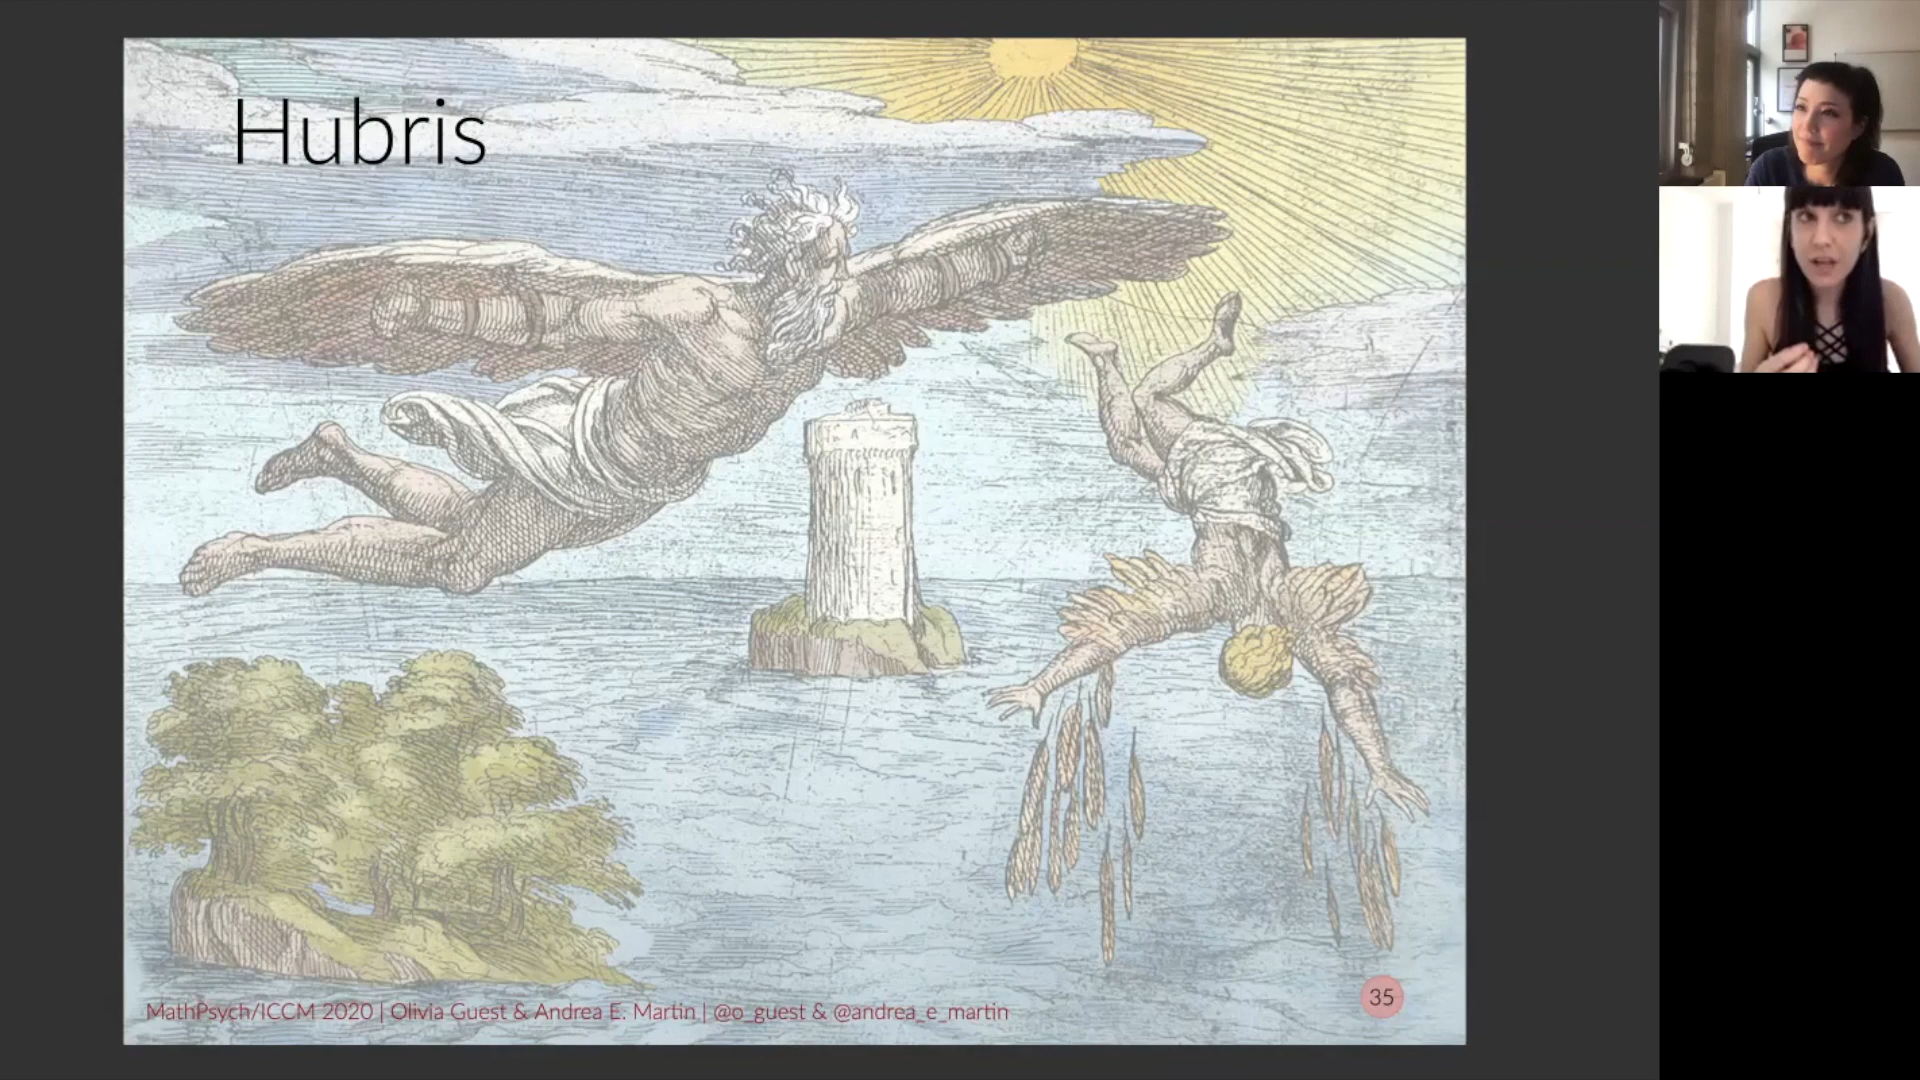 Hubris
MathPsych/ICCM 2020 | Olivia Guest & Andrea E. Martin | @o_guest & @andrea_e_martin
35